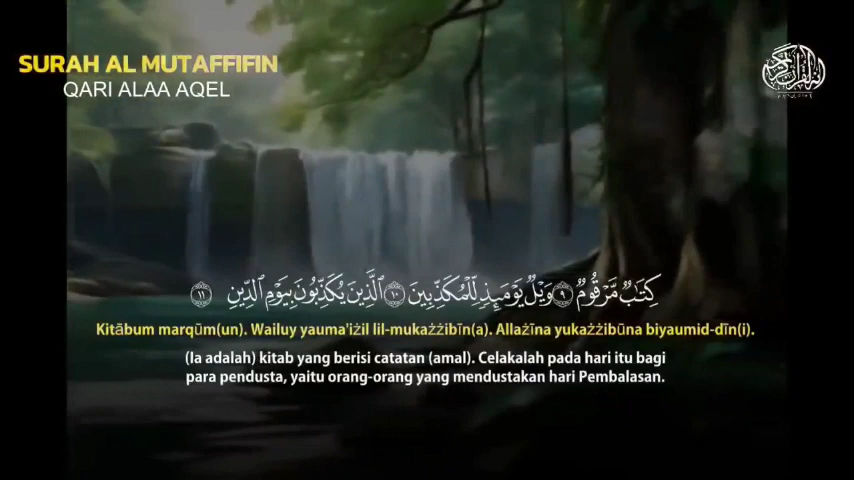 SURAH AL MUTAFFIFIN
QARI ALAA AQEL
القرآن الكريم
كِتَٰبٌ مَّرْقُومٌ ۝٩ وَيْلٌ يَوْمَئِذٍ لِّلْمُكَذِّبِينَ ۝١٠ ٱلَّذِينَ يُكَذِّبُونَ بِيَوْمِ ٱلدِّينِ ۝١١
Kitābum marqūm(un). Wailuy yauma'iżil lil-mukażżibīn(a). Allażīna yukażżibūna biyaumid-dīn(i).
(Ia adalah) kitab yang berisi catatan (amal). Celakalah pada hari itu bagi
para pendusta, yaitu orang-orang yang mendustakan hari Pembalasan.